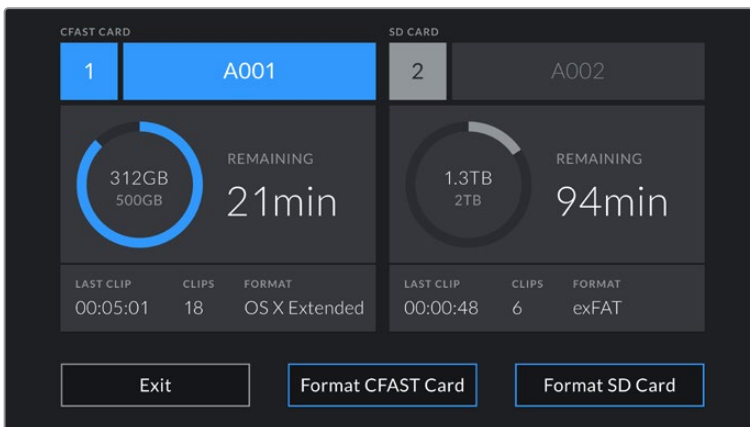 CFAST CARD
1 A001
312GB
500GB
REMAINING
21min
LAST CLIP CLIPS FORMAT
00:05:01 18 OS X Extended
SD CARD
2 A002
1.3TB
2TB
REMAINING
94min
LAST CLIP CLIPS FORMAT
00:00:48 6 exFAT
Exit Format CFAST Card Format SD Card